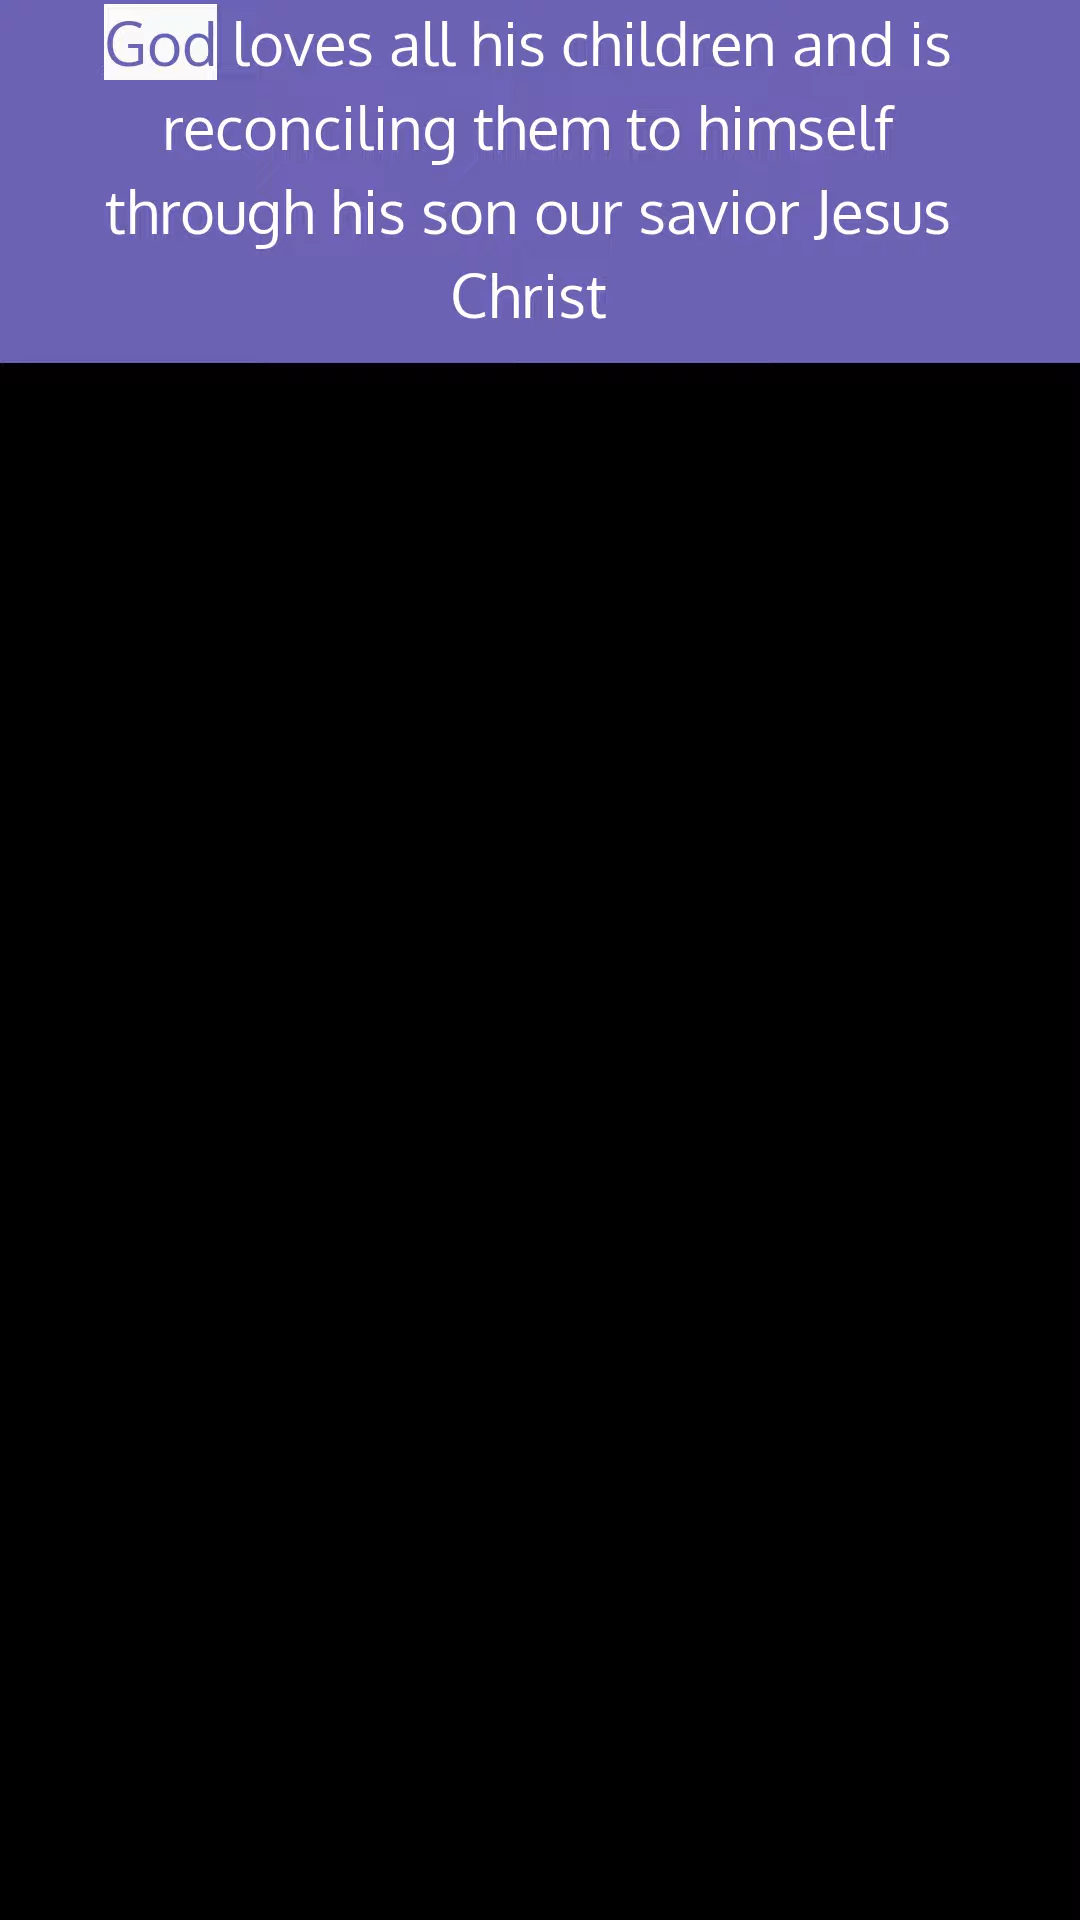 God loves all his children and is
reconciling them to himself
through his son our savior Jesus
Christ